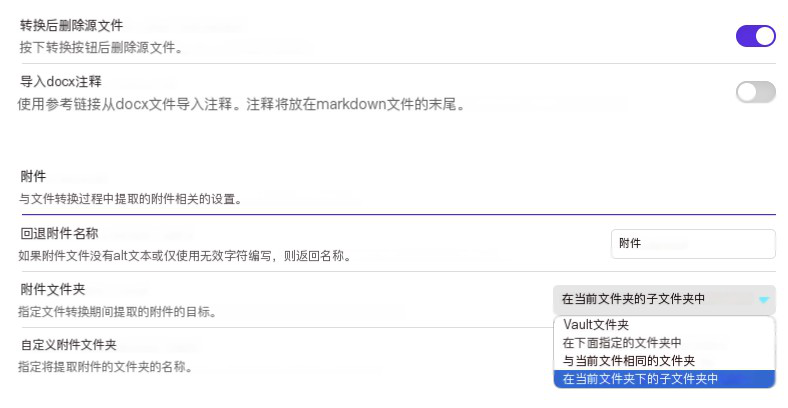 转换后删除源文件
按下转换按钮后删除源文件。
导入docx注释
使用参考链接从docx文件导入注释。注释将放在markdown文件的末尾。
附件
与文件转换过程中提取的附件相关的设置。
回退附件名称
如果附件文件没有alt文本或仅使用无效字符编写，则返回名称。
附件
附件文件夹
指定文件转换期间提取的附件的目标。
在当前文件夹的子文件夹中
Vault文件夹
在下面指定的文件夹中
与当前文件相同的文件夹
在当前文件夹下的子文件夹中
自定义附件文件夹
指定将提取附件的文件夹的名称。